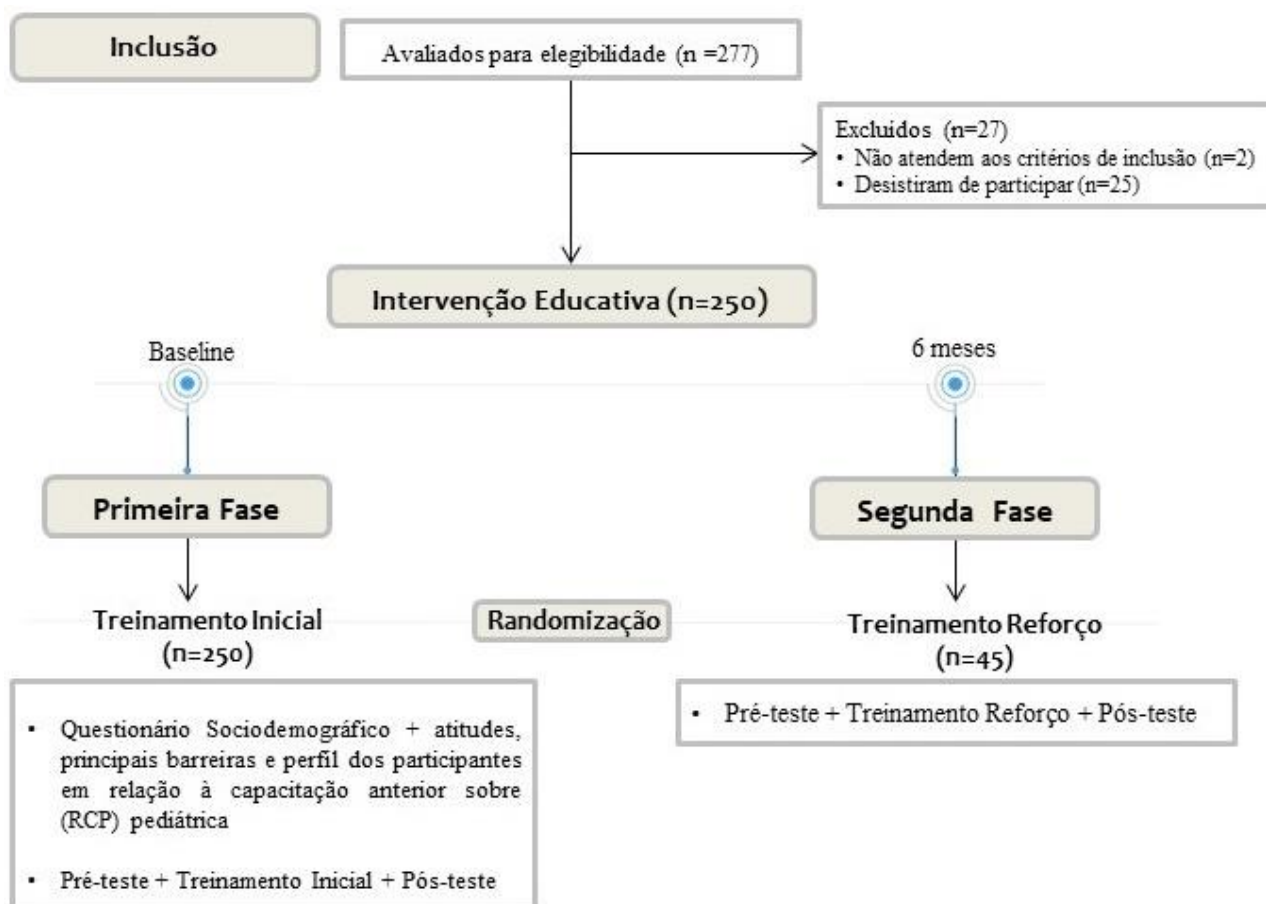 Inclusão
Avaliados para elegibilidade (n =277)
Excluidos (n=27)
• Não atendem aos critérios de inclusão (n=2)
• Desistiram de participar (n=25)
Intervenção Educativa (n=250)
Baseline
6 meses
Primeira Fase
Segunda Fase
Treinamento Inicial
(n=250)
Randomização
Treinamento Reforço
(n=45)
• Questionário Sociodemográfico + atitudes,
principais barreiras e perfil dos participantes
em relação à capacitação anterior sobre
(RCP) pediátrica
• Pré-teste + Treinamento Inicial + Pós-teste
• Pré-teste + Treinamento Reforço + Pós-teste